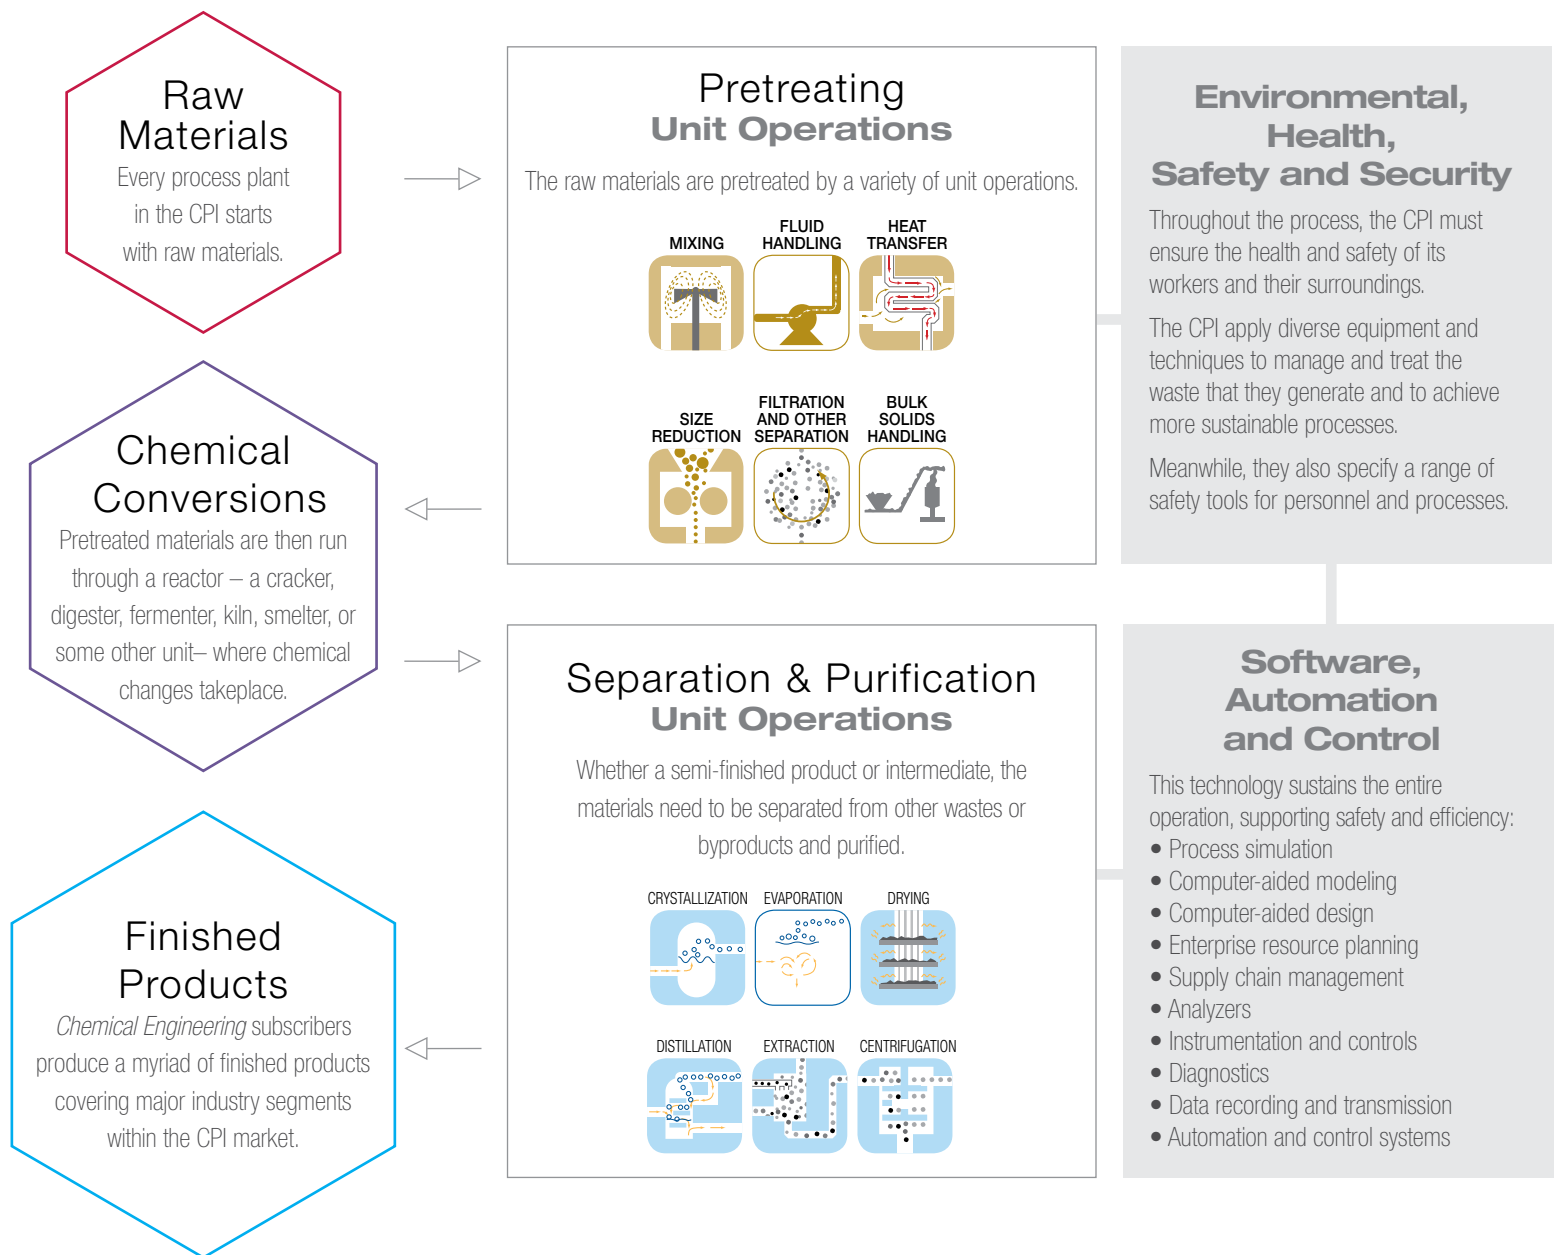 Raw
Materials
Every process plant
in the CPI starts
with raw materials.
Pretreating
Unit Operations
The raw materials are pretreated by a variety of unit operations.
MIXING
FLUID
HANDLING
HEAT
TRANSFER
SIZE
REDUCTION
FILTRATION
AND OTHER
SEPARATION
BULK
SOLIDS
HANDLING
Environmental,
Health,
Safety and Security
Throughout the process, the CPI must
ensure the health and safety of its
workers and their surroundings.
The CPI apply diverse equipment and
techniques to manage and treat the
waste that they generate and to achieve
more sustainable processes.
Meanwhile, they also specify a range of
safety tools for personnel and processes.
Chemical
Conversions
Pretreated materials are then run
through a reactor – a cracker,
digester, fermenter, kiln, smelter, or
some other unit– where chemical
changes takeplace.
Separation & Purification
Unit Operations
Whether a semi-finished product or intermediate, the
materials need to be separated from other wastes or
byproducts and purified.
CRYSTALLIZATION
EVAPORATION
DRYING
DISTILLATION
EXTRACTION
CENTRIFUGATION
Software,
Automation
and Control
This technology sustains the entire
operation, supporting safety and efficiency:
• Process simulation
• Computer-aided modeling
• Computer-aided design
• Enterprise resource planning
• Supply chain management
• Analyzers
• Instrumentation and controls
• Diagnostics
• Data recording and transmission
• Automation and control systems
Finished
Products
Chemical Engineering subscribers
produce a myriad of finished products
covering major industry segments
within the CPI market.